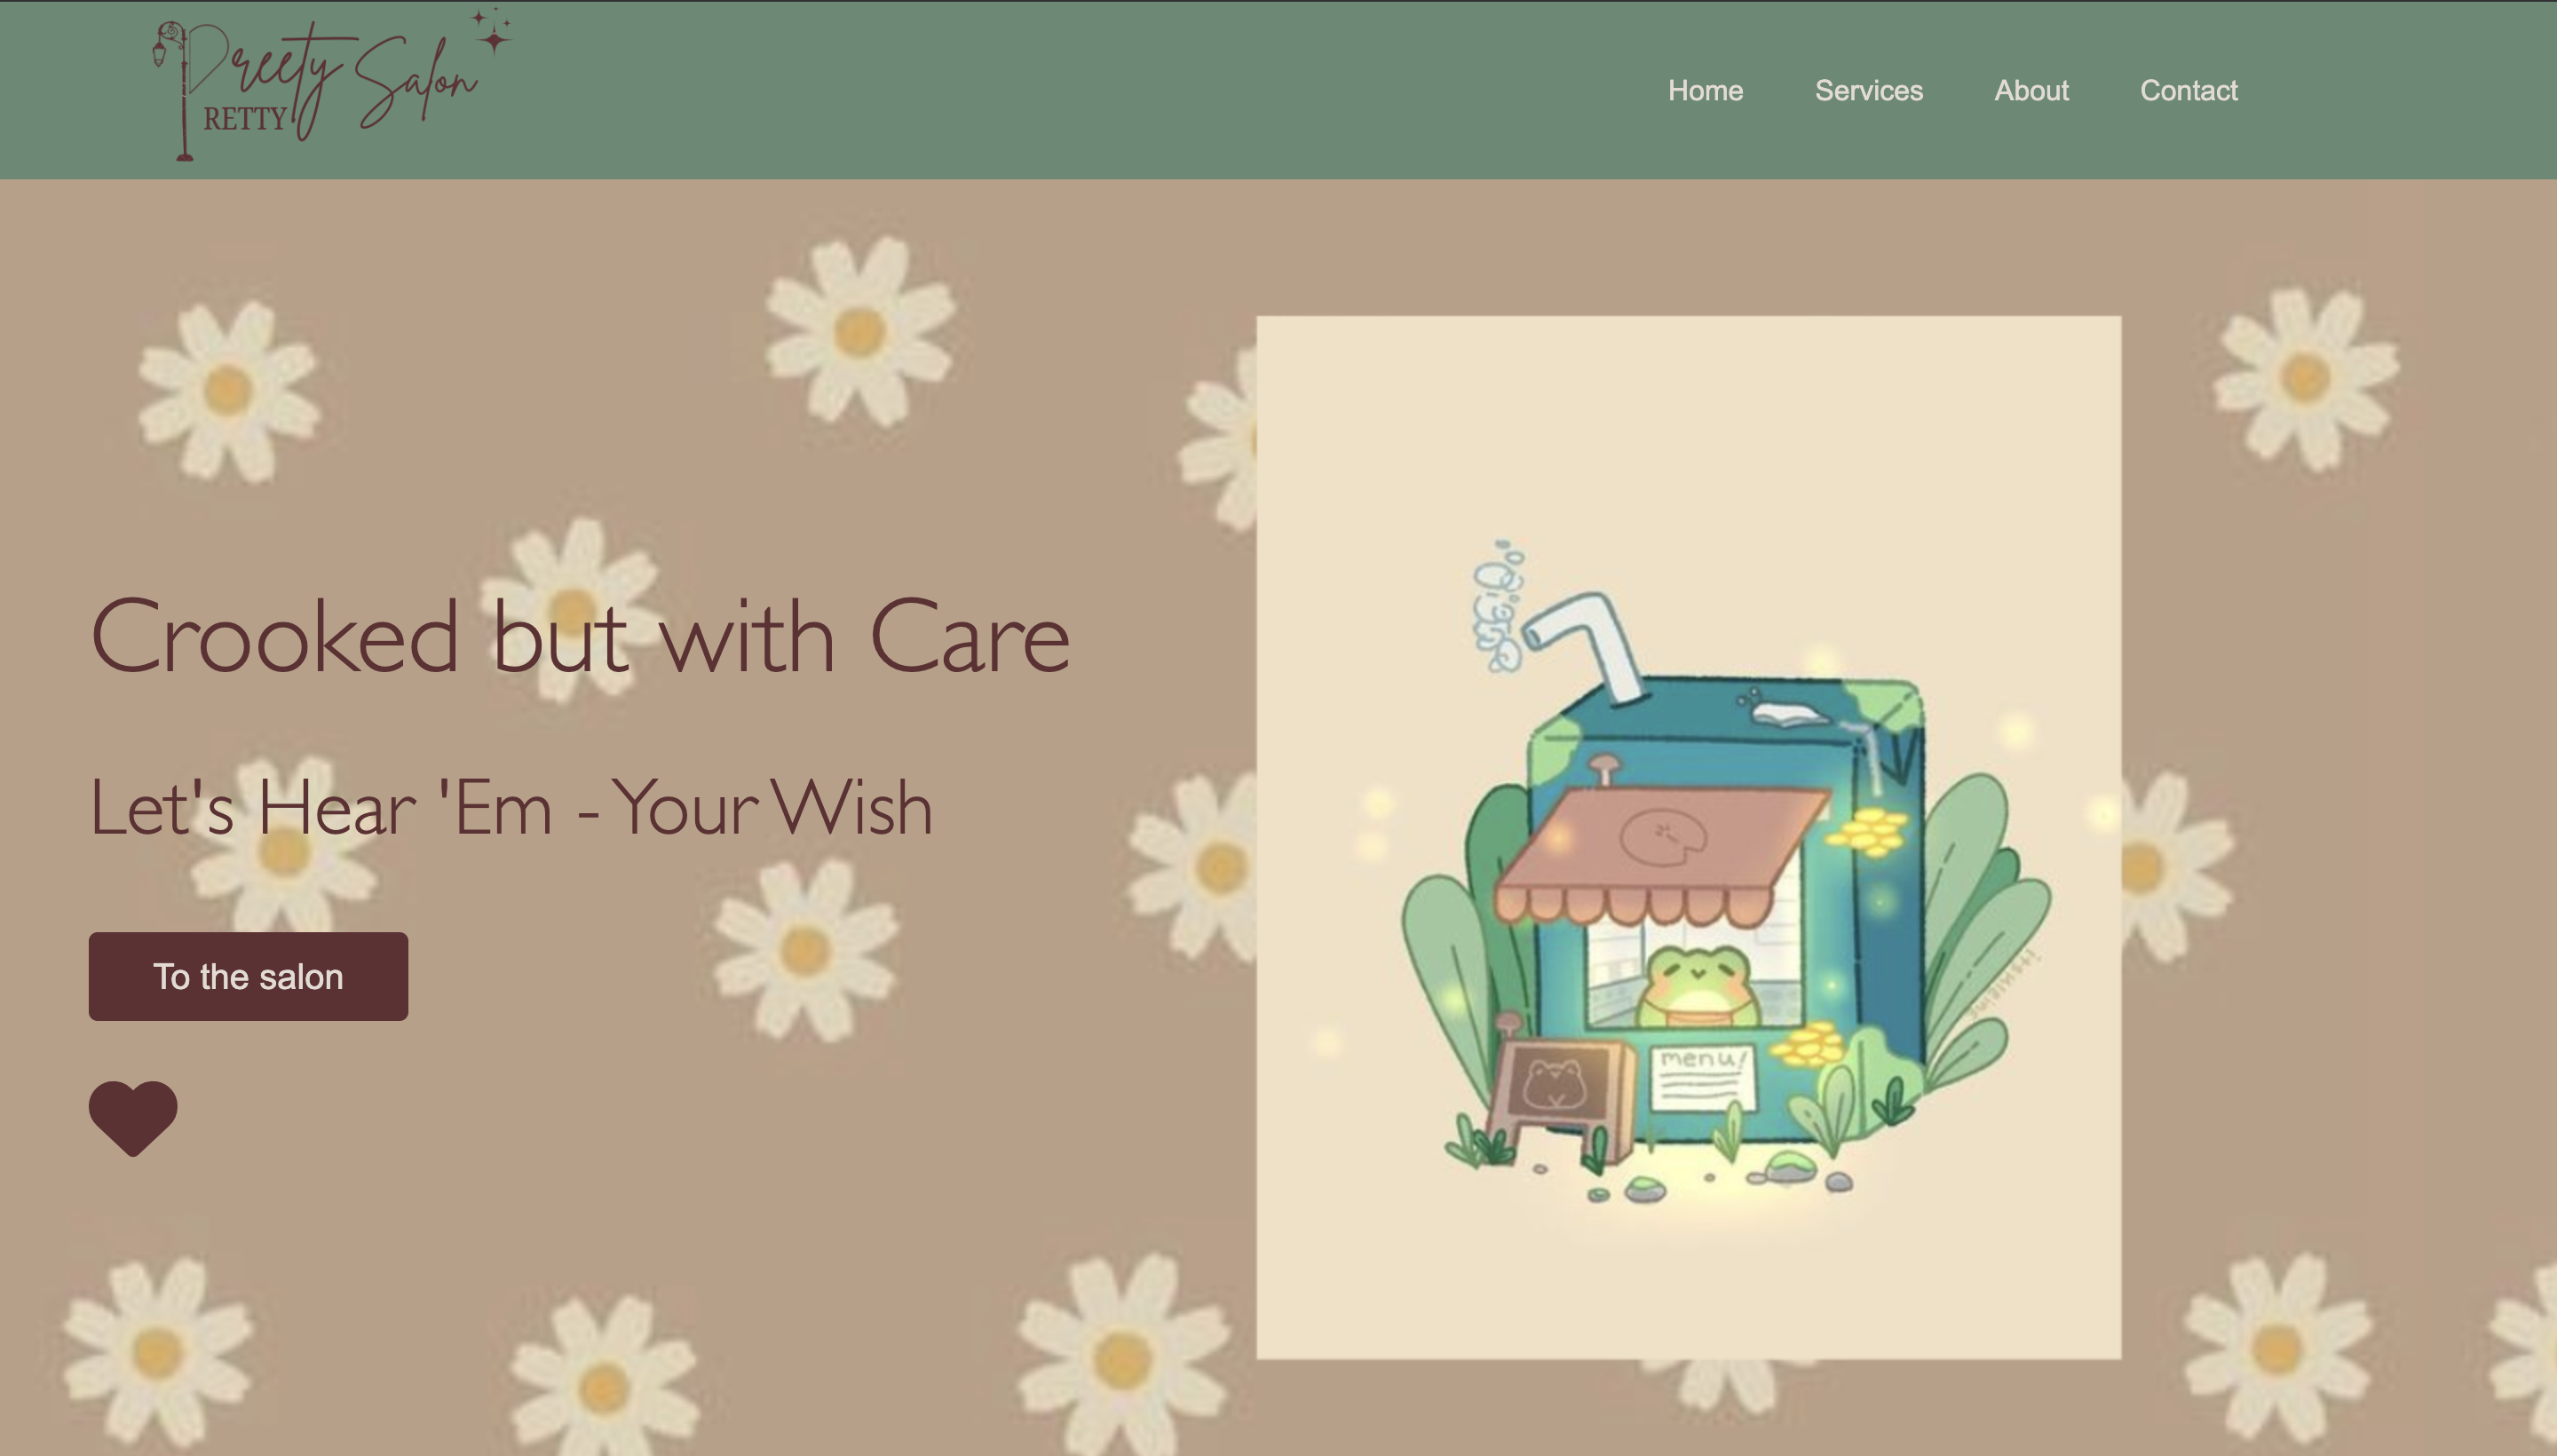 Preety Salon
RETTY
Home Services About Contact
Crooked but with Care
Let's Hear 'Em - Your Wish
To the salon
menu!